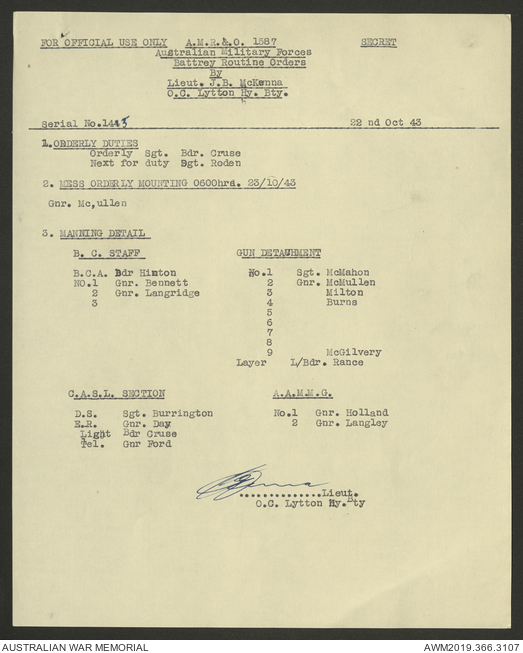 FOR OFFICIAL USE ONLY A.M.R.&.O. 1587 SECRET
Australian Military Forces
Battrey Routine Orders
By
Lieut. J.B. McKenna
O.C. Lytton Hy. Bty.
Serial No.1445 22 nd Oct 43
1.ORDERLY DUTIES
Orderly Sgt. Bdr. Cruse
Next for duty Sgt. Roden
2. MESS ORDERLY MOUNTING 0600hrd. 23/10/43
Gnr. Mc,ullen
3. MANNING DETAIL
B. C. STAFF
B.C.A. Bdr Hinton
NO.1 Gnr. Bennett
2 Gnr. Langridge
3
GUN DETACHMENT
No.1 Sgt. McMahon
2 Gnr. McMullen
3 Milton
4 Burns
5
6
7
8
9 McGilvery
Layer L/Bdr. Rance
C.A.S.L. SECTION
D.S. Sgt. Burrington
E.R. Gnr. Day
Light Bdr Cruse
Tel. Gnr Ford
A.A.M.M.G.
No.1 Gnr. Holland
2 Gnr. Langley
...............Lieut.
O.C. Lytton Hy. Bty
AUSTRALIAN WAR MEMORIAL AWM2019.366.3107